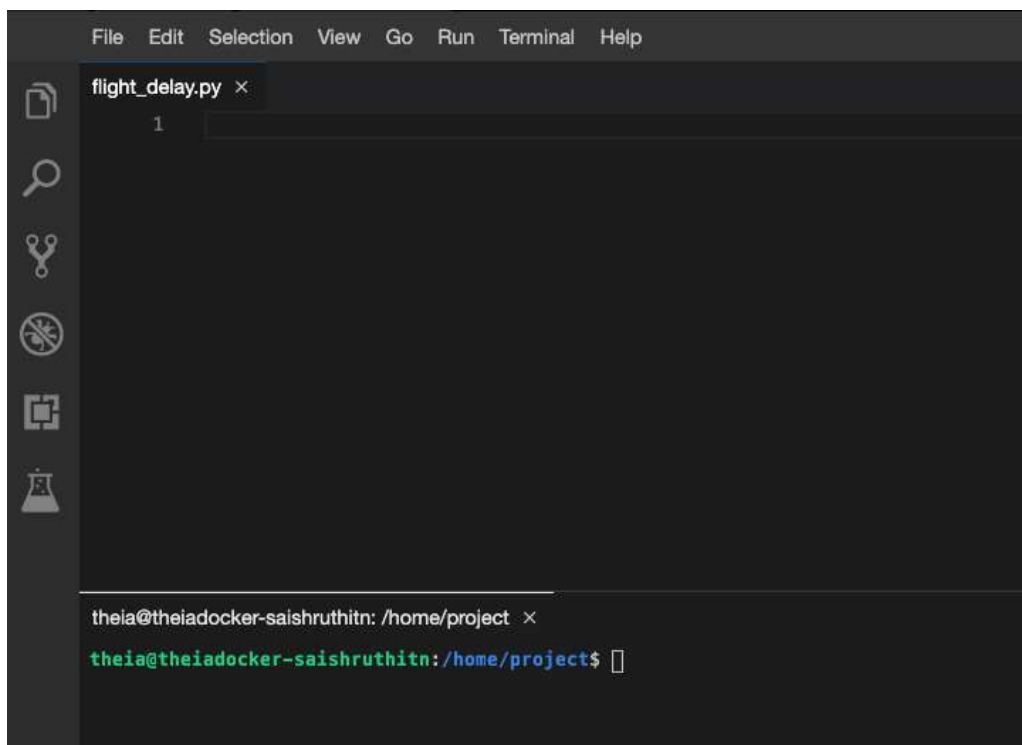 File Edit Selection View Go Run Terminal Help
flight_delay.py ×
1
theia@theiadocker-saishruthitn: /home/project ×
theia@theiadocker-saishruthitn:/home/project$